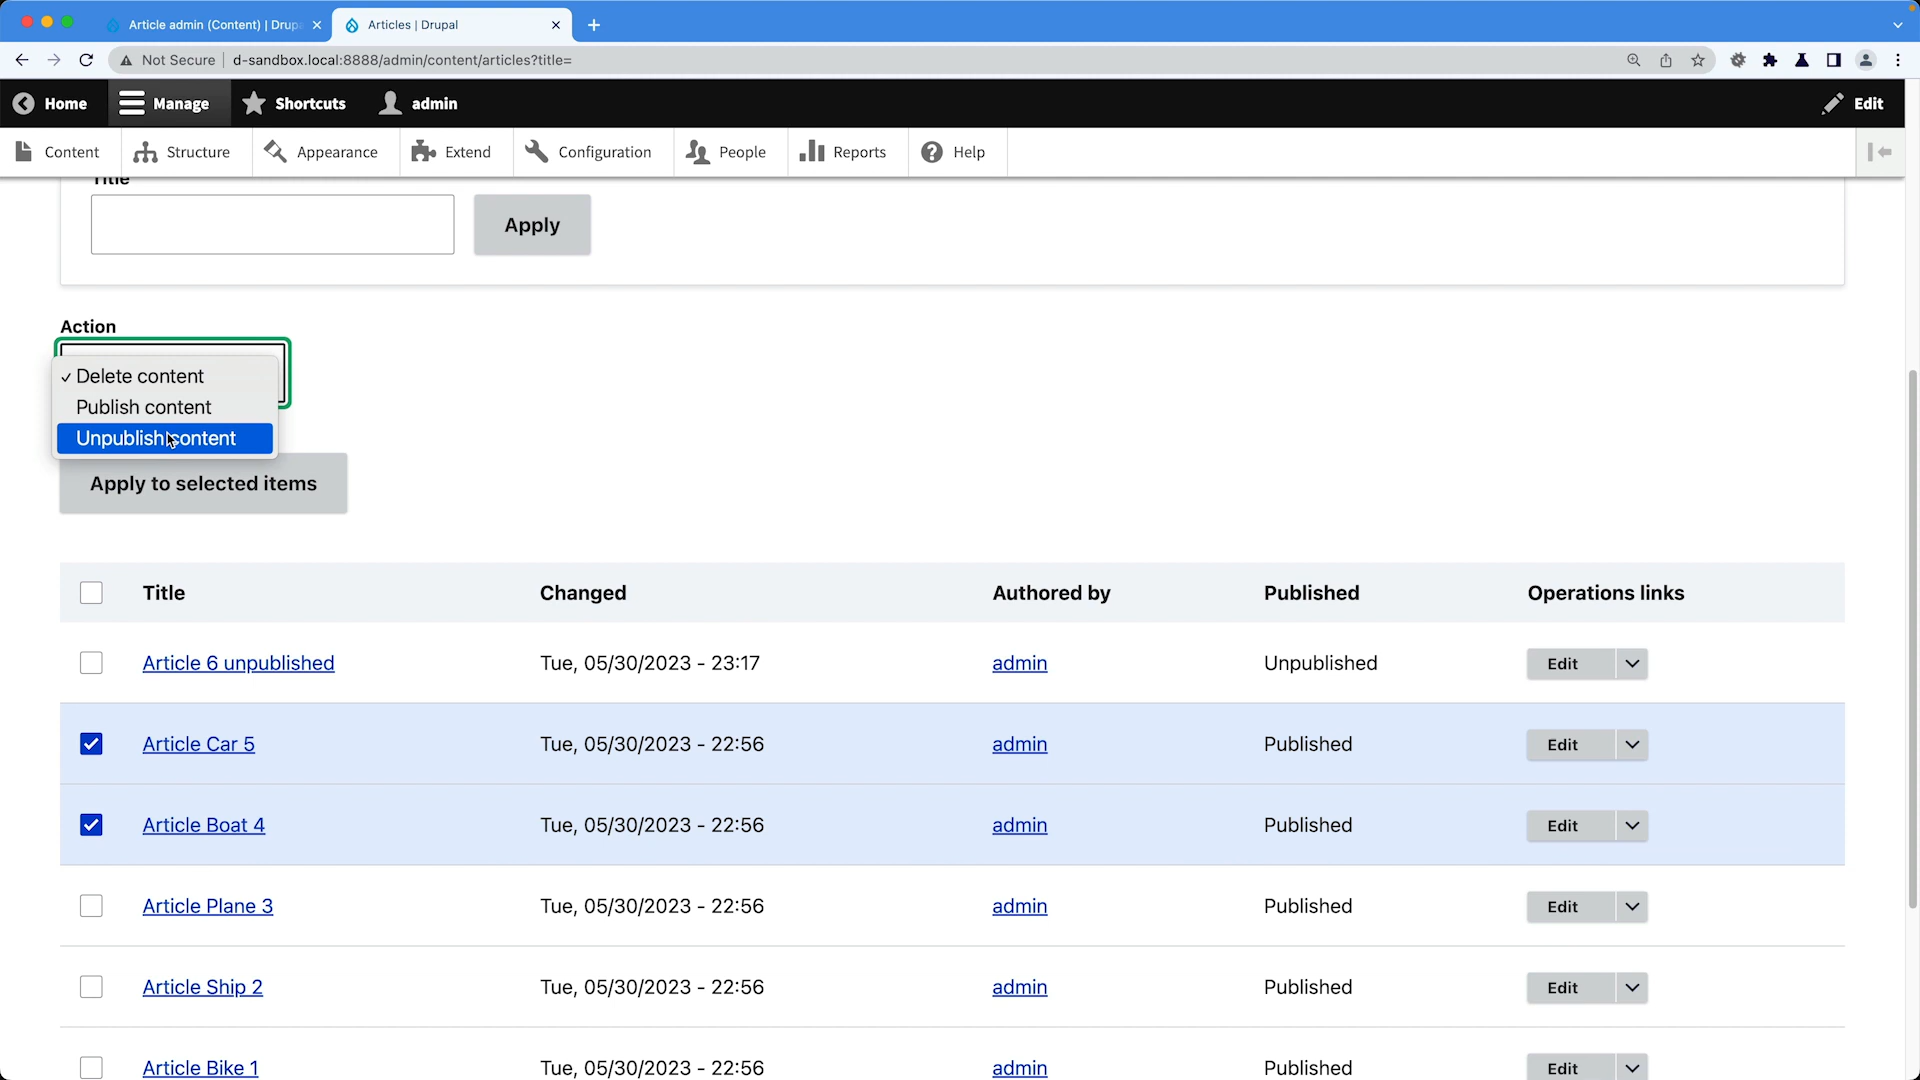 Article admin (Content) | Drup
Articles | Drupal
Not Secure | d-sandbox.local:8888/admin/content/articles?title=
Home Manage Shortcuts admin Edit
Content Structure Appearance Extend Configuration People Reports Help
Title
Apply
Action
Delete content
Publish content
Unpublish content
Apply to selected items
Title Changed Authored by Published Operations links
Article 6 unpublished Tue, 05/30/2023 - 23:17 admin Unpublished Edit
Article Car 5 Tue, 05/30/2023 - 22:56 admin Published Edit
Article Boat 4 Tue, 05/30/2023 - 22:56 admin Published Edit
Article Plane 3 Tue, 05/30/2023 - 22:56 admin Published Edit
Article Ship 2 Tue, 05/30/2023 - 22:56 admin Published Edit
Article Bike 1 Tue, 05/30/2023 - 22:56 admin Published Edit